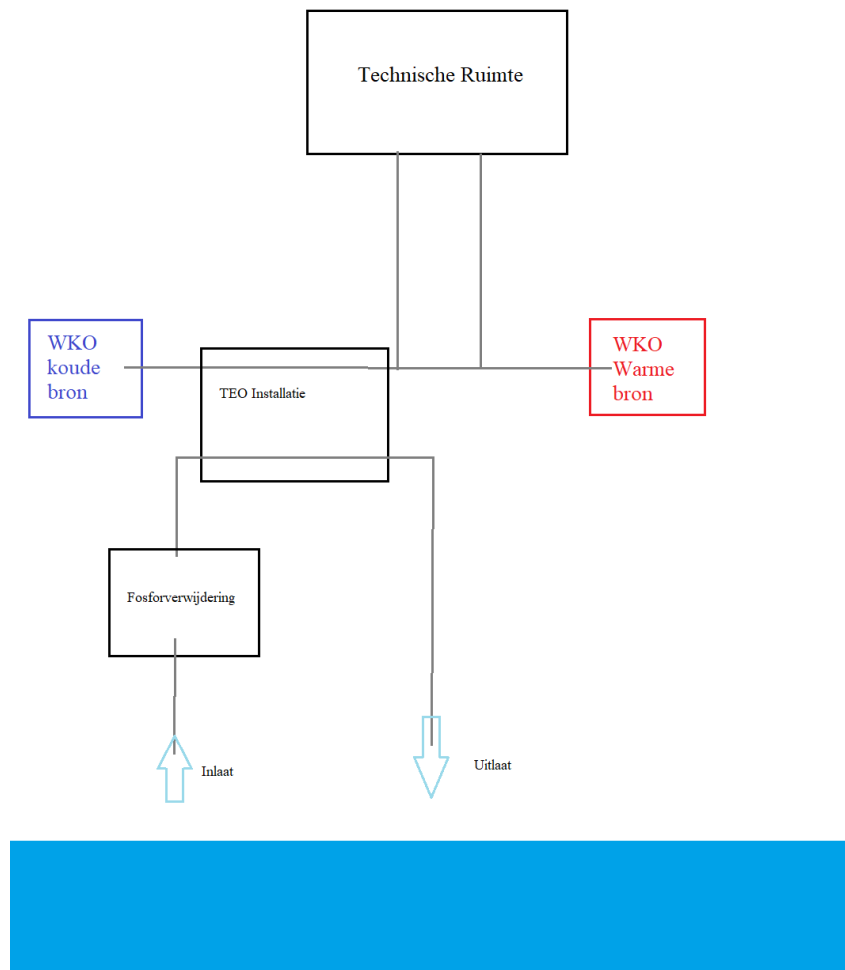 Technische Ruimte
WKO
koude
bron
TEO Installatie
WKO
Warme
bron
Fosforverwijdering
Inlaat
Uitlaat